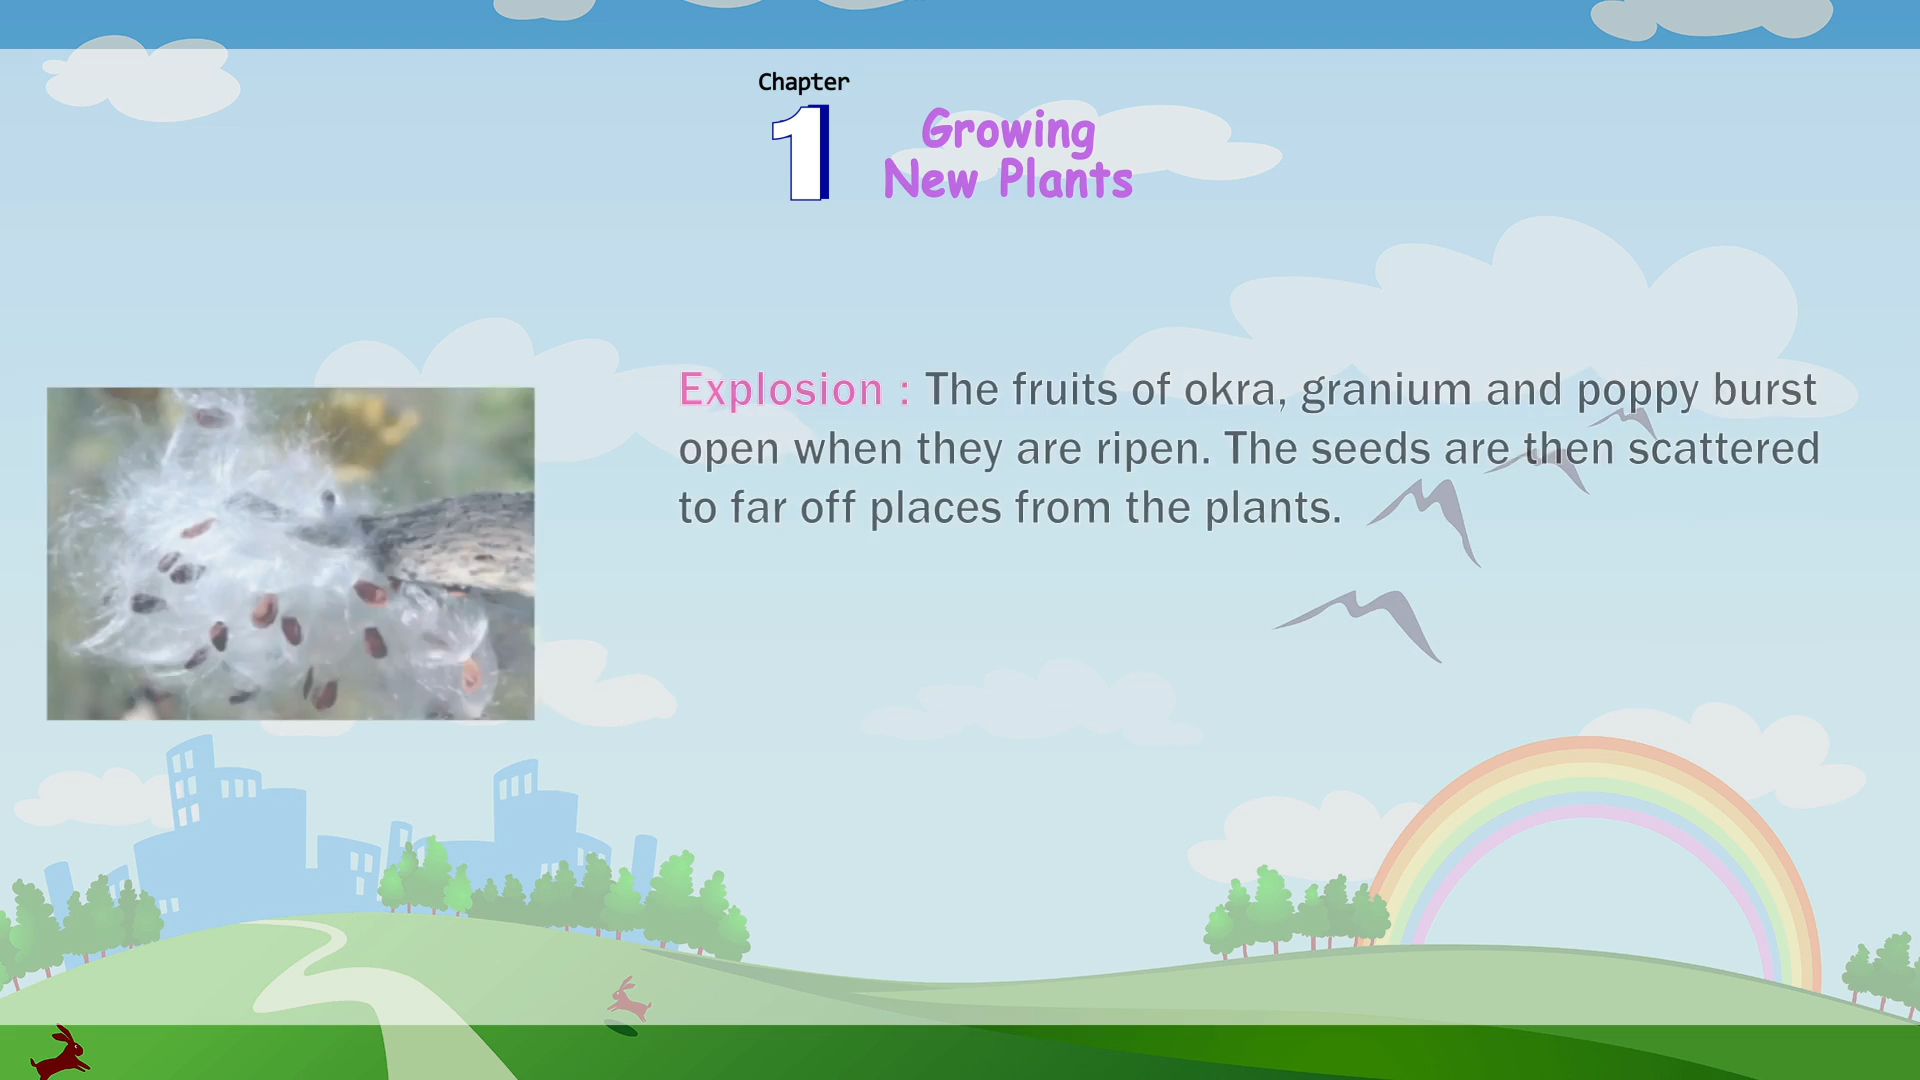 Chapter
1
Growing
New Plants
Explosion : The fruits of okra, granium and poppy burst
open when they are ripen. The seeds are then scattered
to far off places from the plants.